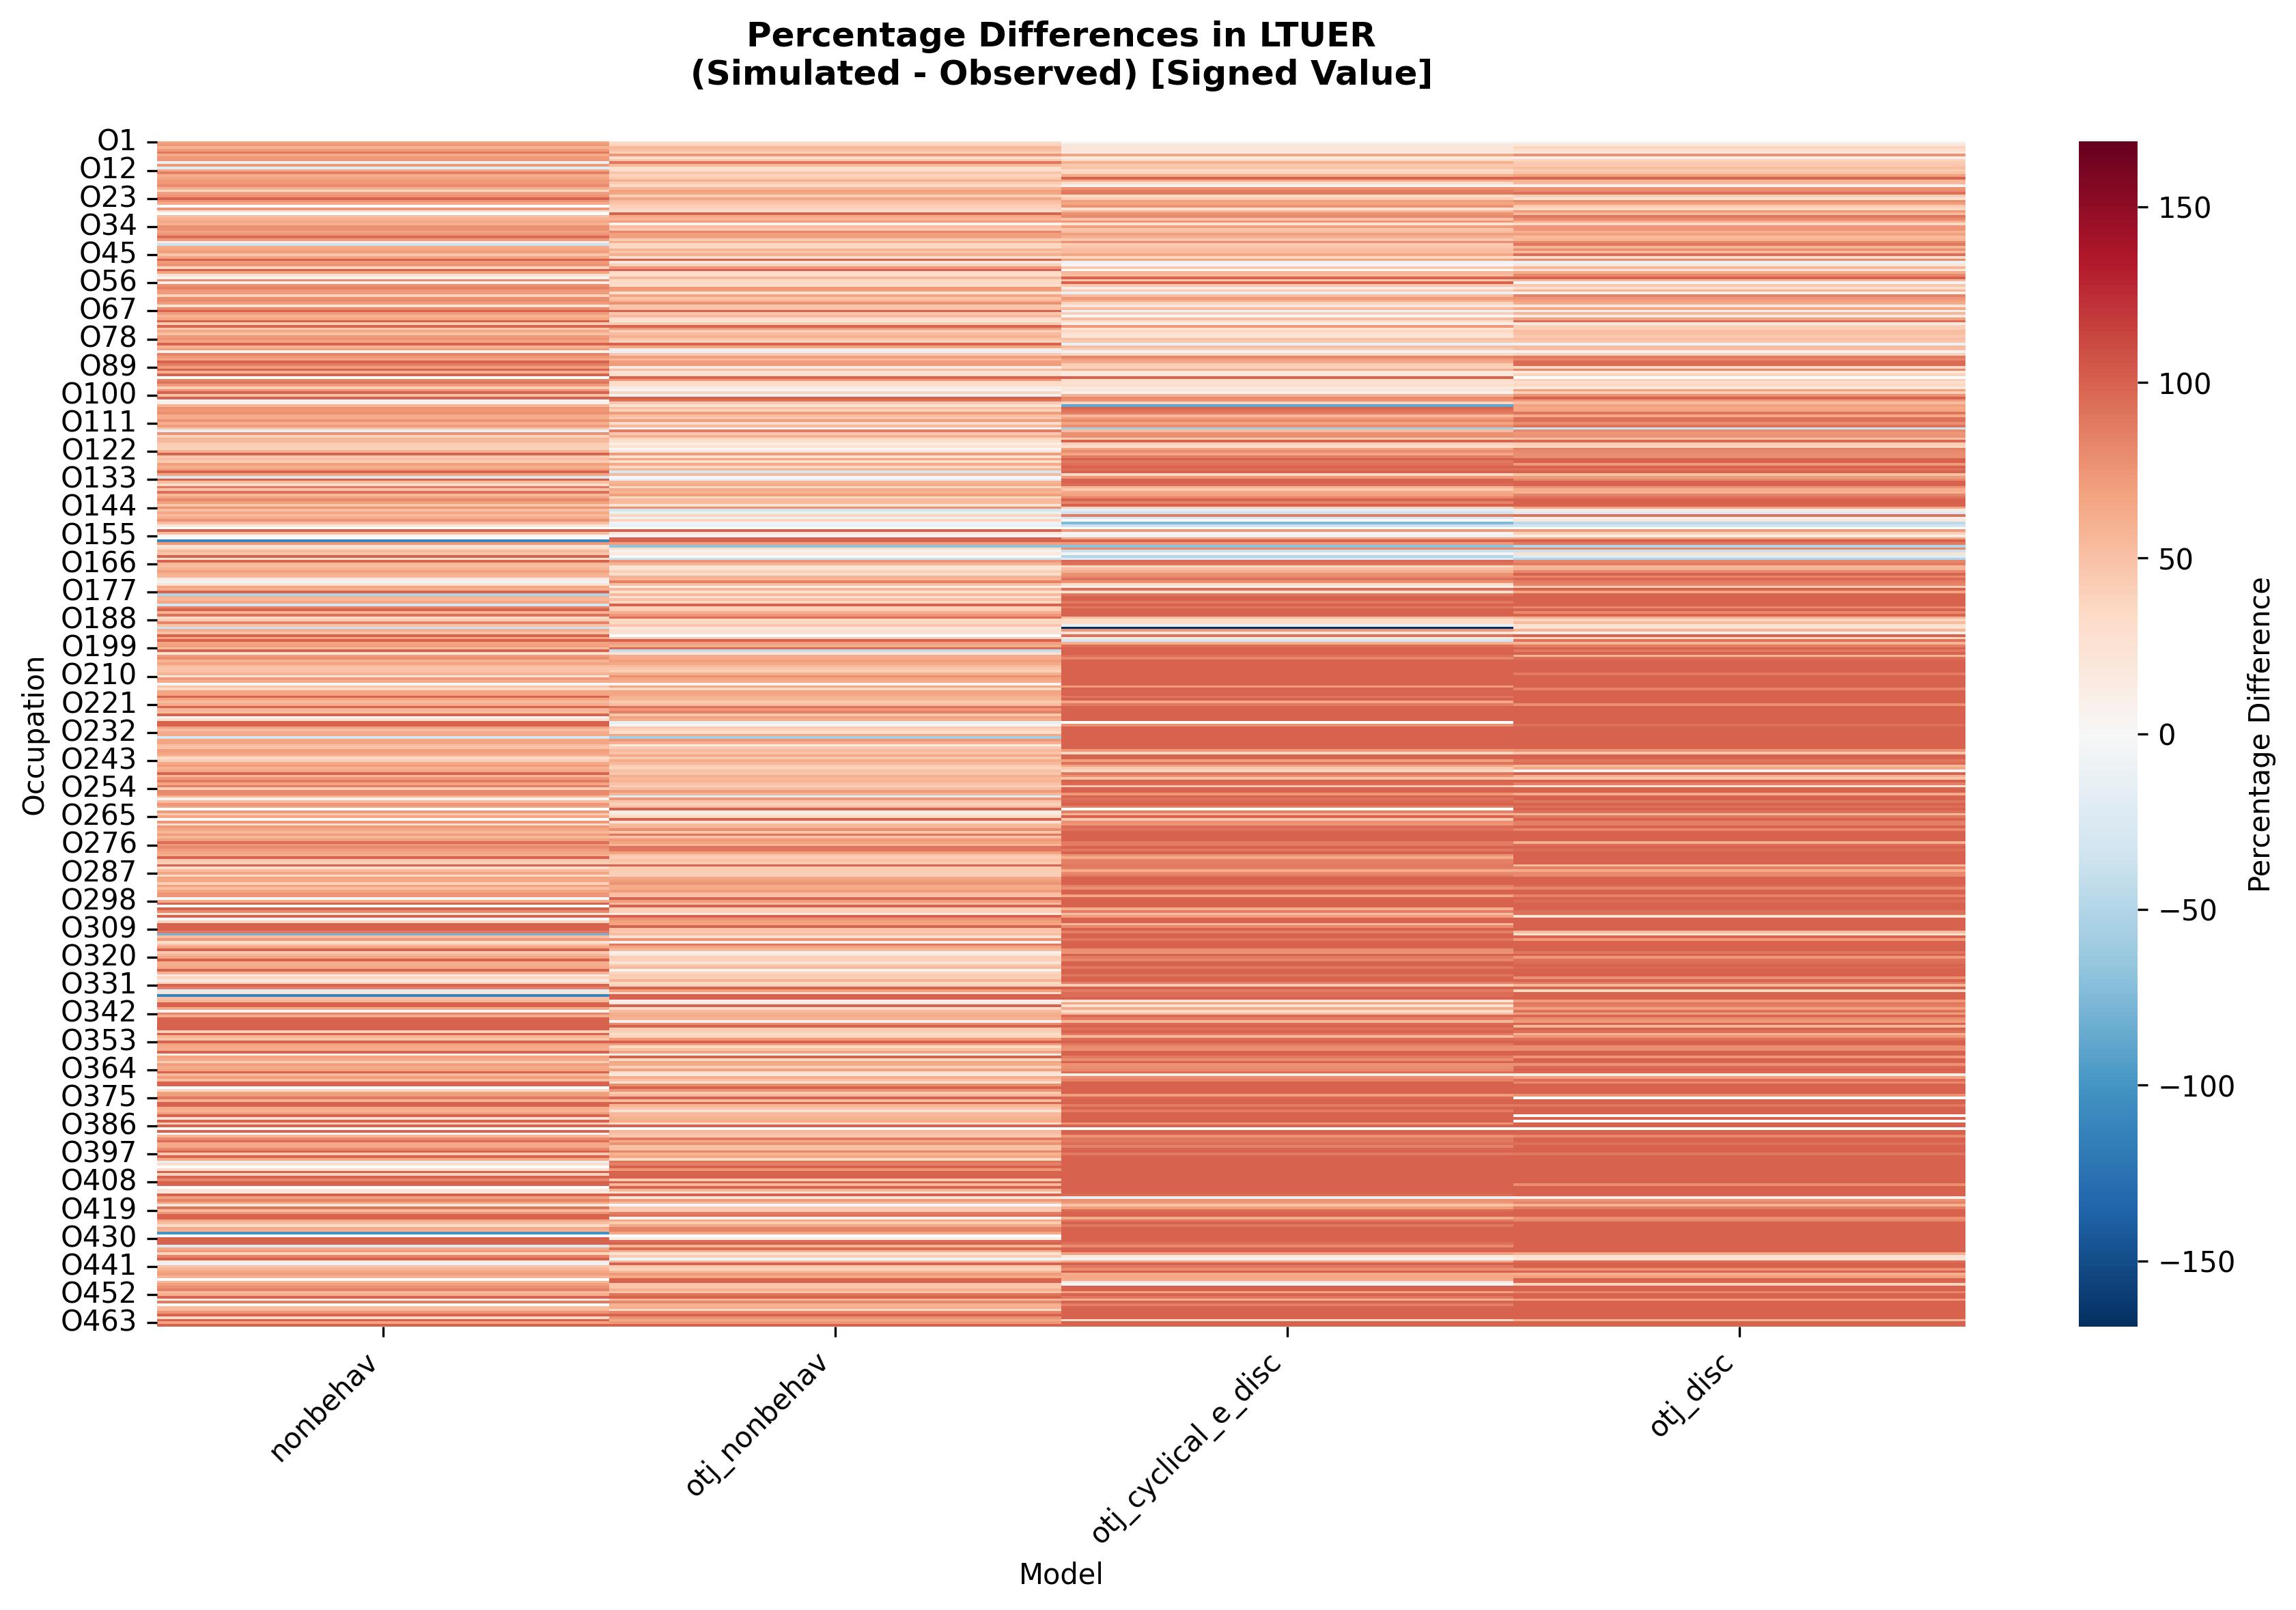 Percentage Differences in LTUER
(Simulated - Observed) [Signed Value]
O1
O12
O23
O34
O45
O56
O67
O78
O89
O100
O111
O122
O133
O144
O155
O166
O177
O188
O199
O210
O221
O232
O243
O254
O265
O276
O287
O298
O309
O320
O331
O342
O353
O364
O375
O386
O397
O408
O419
O430
O441
O452
O463
Occupation
nonbehav
otj_nonbehav
otj_cyclical_e_disc
otj_disc
Model
150
100
50
0
−50
−100
−150
Percentage Difference